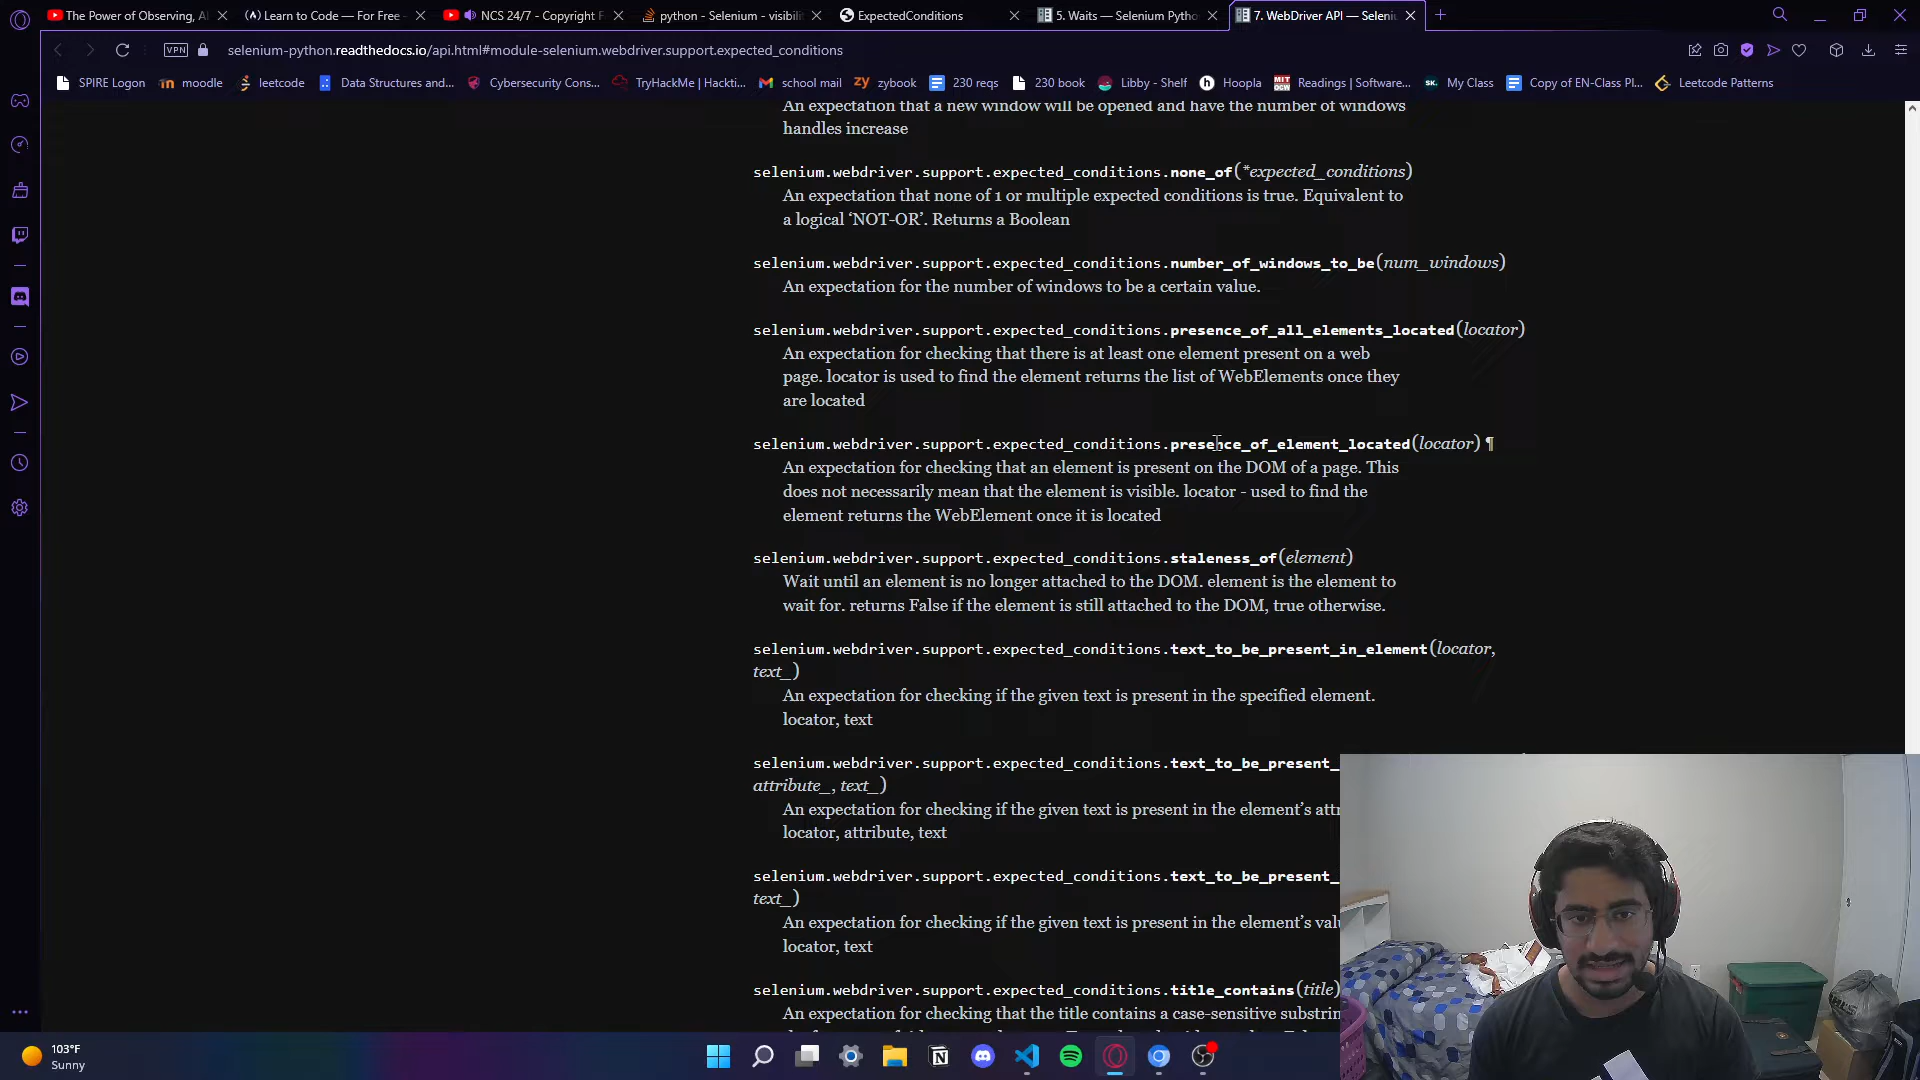 The Power of Observing, A
Learn to Code — For Free
NCS 24/7 - Copyright F
python - Selenium - visibili
ExpectedConditions
5. Waits — Selenium Pytho
7. WebDriver API — Seleni
VPN
selenium-python.readthedocs.io/api.html#module-selenium.webdriver.support.expected_conditions
SPIRE Logon
moodle
leetcode
Data Structures and...
Cybersecurity Cons...
TryHackMe | Hackti...
school mail
zybook
230 reqs
230 book
Libby - Shelf
Hoopla
Readings | Software...
My Class
Copy of EN-Class Pl...
Leetcode Patterns
An expectation that a new window will be opened and have the number of windows
handles increase
selenium.webdriver.support.expected_conditions.none_of(*expected_conditions)
An expectation that none of 1 or multiple expected conditions is true. Equivalent to
a logical ‘NOT-OR’. Returns a Boolean
selenium.webdriver.support.expected_conditions.number_of_windows_to_be(num_windows)
An expectation for the number of windows to be a certain value.
selenium.webdriver.support.expected_conditions.presence_of_all_elements_located(locator)
An expectation for checking that there is at least one element present on a web
page. locator is used to find the element returns the list of WebElements once they
are located
selenium.webdriver.support.expected_conditions.presence_of_element_located(locator) ¶
An expectation for checking that an element is present on the DOM of a page. This
does not necessarily mean that the element is visible. locator - used to find the
element returns the WebElement once it is located
selenium.webdriver.support.expected_conditions.staleness_of(element)
Wait until an element is no longer attached to the DOM. element is the element to
wait for. returns False if the element is still attached to the DOM, true otherwise.
selenium.webdriver.support.expected_conditions.text_to_be_present_in_element(locator,
text_)
An expectation for checking if the given text is present in the specified element.
locator, text
selenium.webdriver.support.expected_conditions.text_to_be_present_
attribute_, text_)
An expectation for checking if the given text is present in the element’s attr
locator, attribute, text
selenium.webdriver.support.expected_conditions.text_to_be_present_
text_)
An expectation for checking if the given text is present in the element’s valu
locator, text
selenium.webdriver.support.expected_conditions.title_contains(title)
An expectation for checking that the title contains a case-sensitive substrin
103°F
Sunny